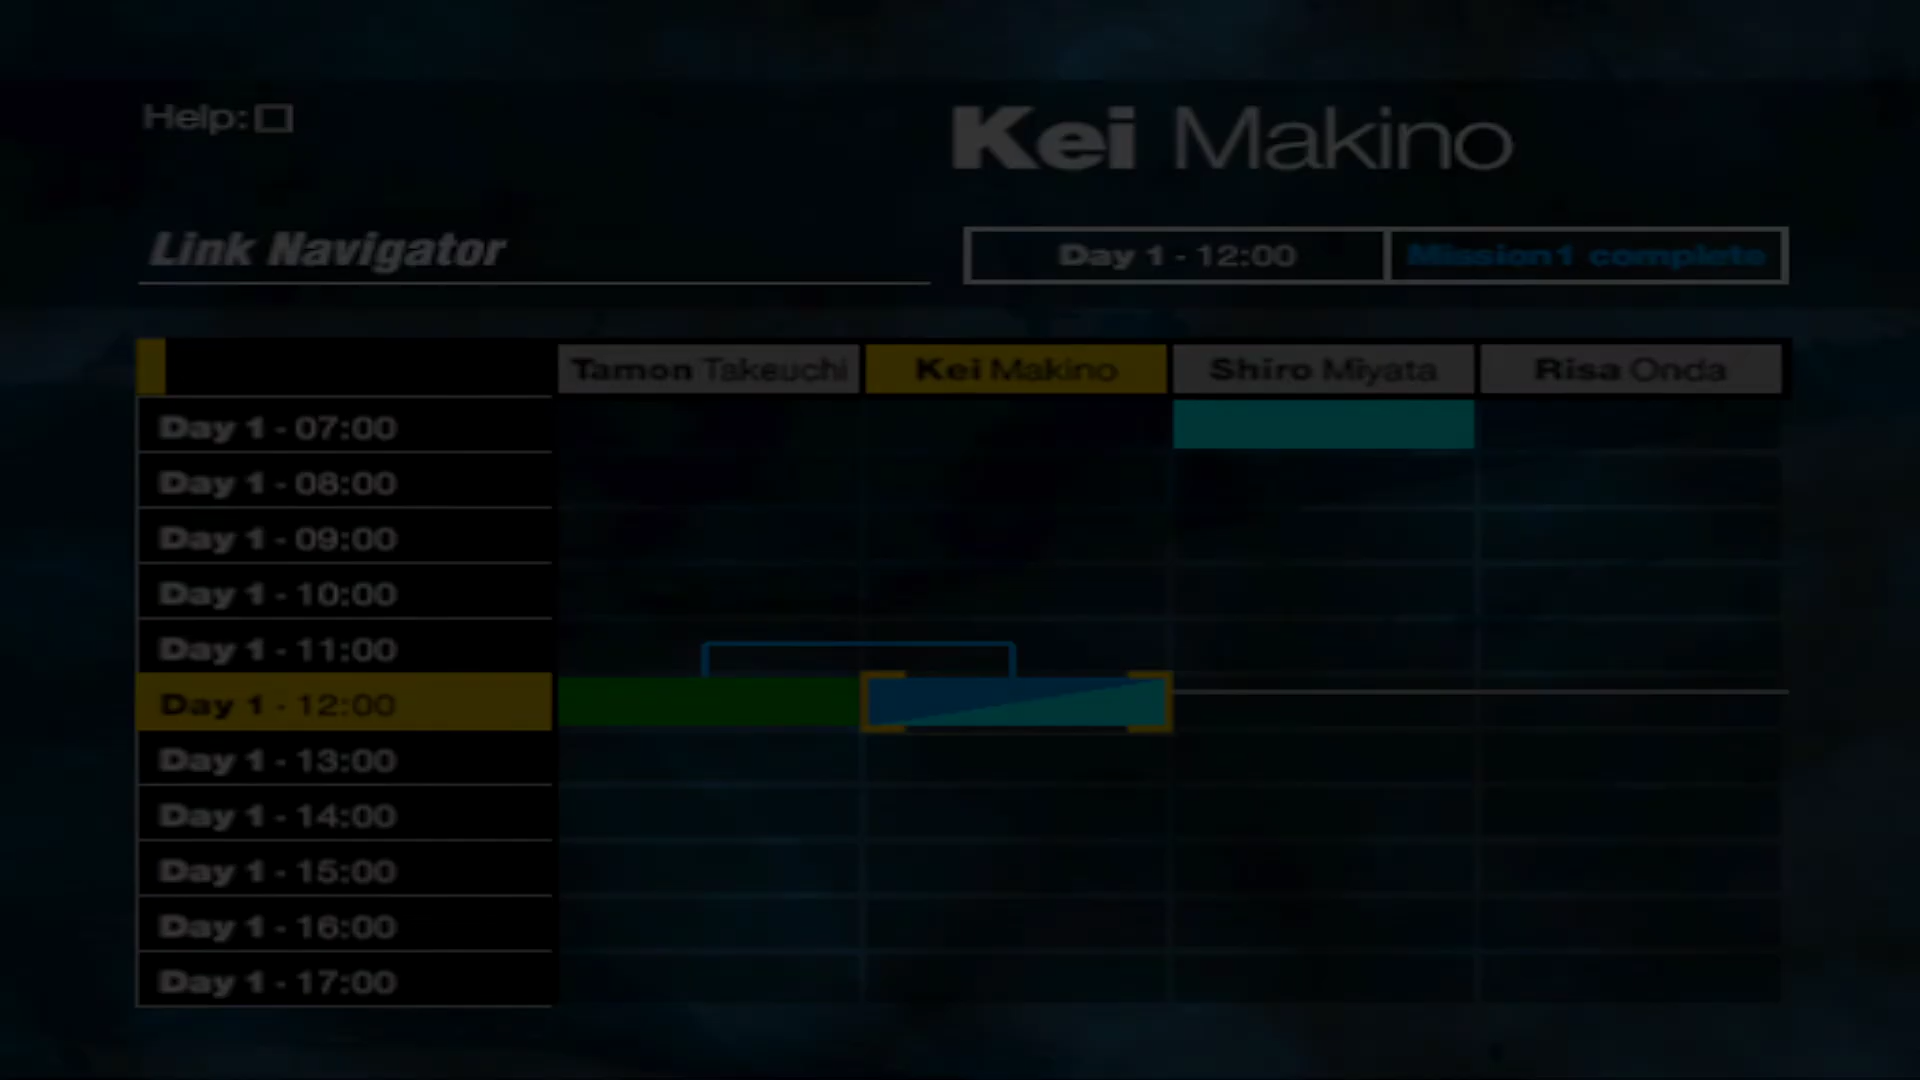 Help:
Kei Makino
Link Navigator
Day 1 - 12:00 Mission1 complete
Tamon Takeuchi Kei Makino Shiro Miyata Risa Onda
Day 1 - 07:00
Day 1 - 08:00
Day 1 - 09:00
Day 1 - 10:00
Day 1 - 11:00
Day 1 - 12:00
Day 1 - 13:00
Day 1 - 14:00
Day 1 - 15:00
Day 1 - 16:00
Day 1 - 17:00